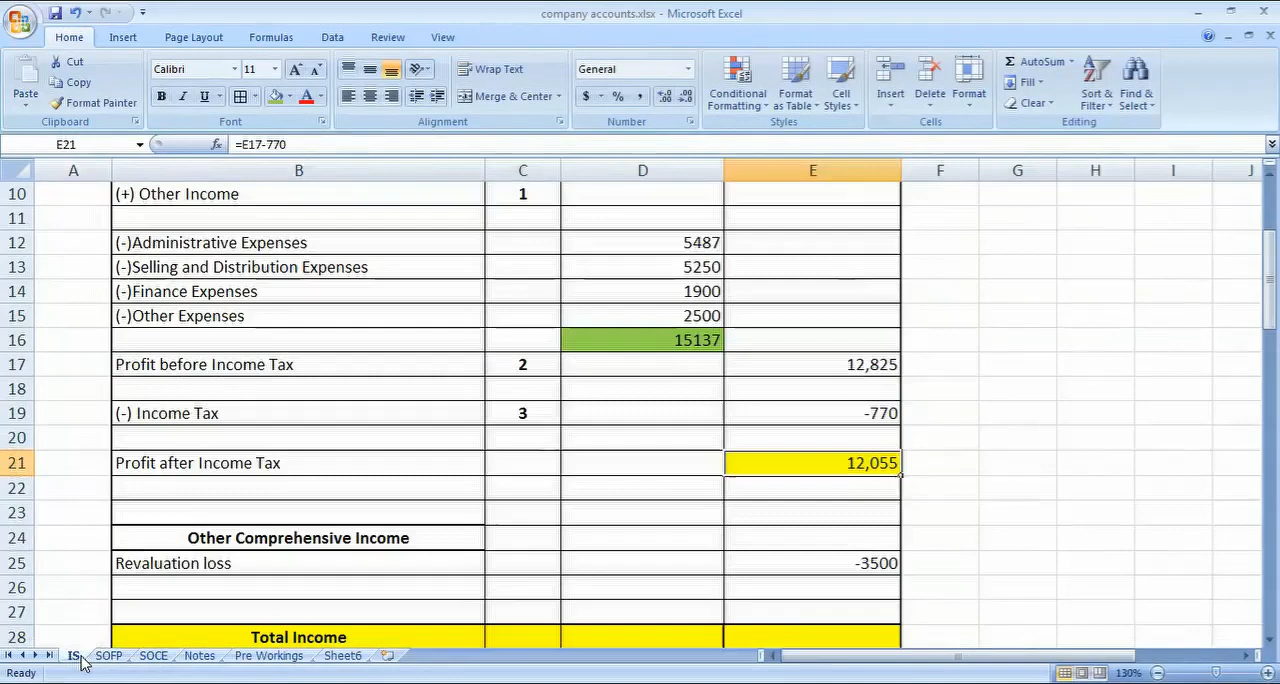 company accounts.xlsx - Microsoft Excel
Home Insert Page Layout Formulas Data Review View
Paste Cut Copy Format Painter Clipboard
Calibri 11 A A B I U A Font
Wrap Text Merge & Center Alignment
General $ % , .0 .00 .00 .0 Number
Conditional Formatting Format as Table Cell Styles Styles
Insert Delete Format Cells
Σ AutoSum Fill Clear Sort & Filter Find & Select Editing
E21 fx =E17-770
A B C D E F G H I J
10 (+) Other Income 1
11
12 (-)Administrative Expenses 5487
13 (-)Selling and Distribution Expenses 5250
14 (-)Finance Expenses 1900
15 (-)Other Expenses 2500
16 15137
17 Profit before Income Tax 2 12,825
18
19 (-) Income Tax 3 -770
20
21 Profit after Income Tax 12,055
22
23
24 Other Comprehensive Income
25 Revaluation loss -3500
26
27
28 Total Income
IS SOFP SOCE Notes Pre Workings Sheet6
Ready 130%